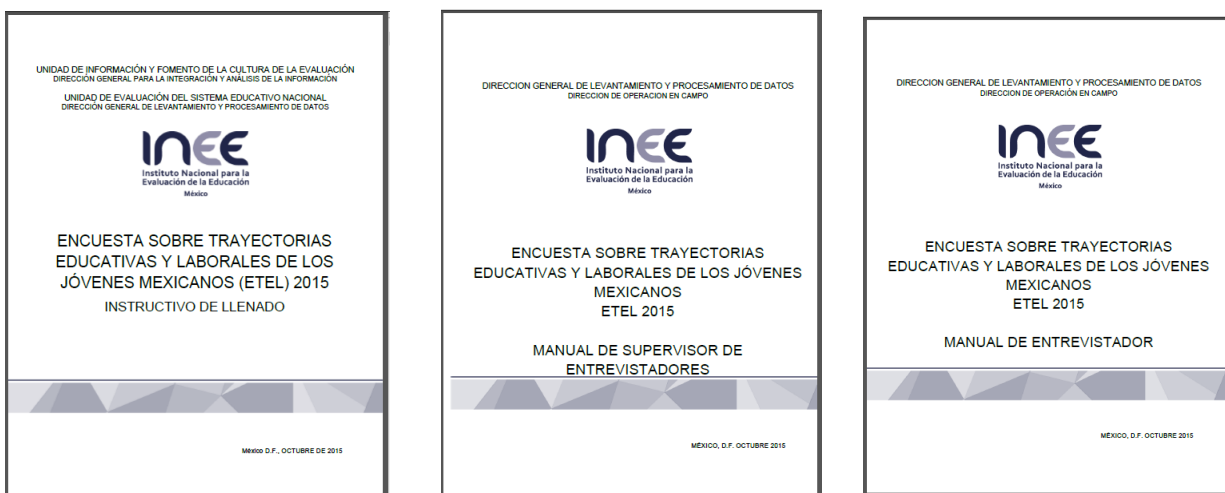 UNIDAD DE INFORMACIÓN Y FOMENTO DE LA CULTURA DE LA EVALUACIÓN
DIRECCIÓN GENERAL PARA LA INTEGRACIÓN Y ANÁLISIS DE LA INFORMACIÓN
UNIDAD DE EVALUACIÓN DEL SISTEMA EDUCATIVO NACIONAL
DIRECCIÓN GENERAL DE LEVANTAMIENTO Y PROCESAMIENTO DE DATOS
INEE
Instituto Nacional para la
Evaluación de la Educación
México
ENCUESTA SOBRE TRAYECTORIAS
EDUCATIVAS Y LABORALES DE LOS
JÓVENES MEXICANOS (ETEL) 2015
INSTRUCTIVO DE LLENADO
México D.F., OCTUBRE DE 2015
DIRECCION GENERAL DE LEVANTAMIENTO Y PROCESAMIENTO DE DATOS
DIRECCION DE OPERACION EN CAMPO
INEE
Instituto Nacional para la
Evaluación de la Educación
México
ENCUESTA SOBRE TRAYECTORIAS
EDUCATIVAS Y LABORALES DE LOS JÓVENES
MEXICANOS
ETEL 2015
MANUAL DE SUPERVISOR DE
ENTREVISTADORES
MÉXICO, D.F. OCTUBRE 2015
DIRECCION GENERAL DE LEVANTAMIENTO Y PROCESAMIENTO DE DATOS
DIRECCION DE OPERACIÓN EN CAMPO
INEE
Instituto Nacional para la
Evaluación de la Educación
México
ENCUESTA SOBRE TRAYECTORIAS
EDUCATIVAS Y LABORALES DE LOS JÓVENES
MEXICANOS
ETEL 2015
MANUAL DE ENTREVISTADOR
MÉXICO, D.F. OCTUBRE 2015